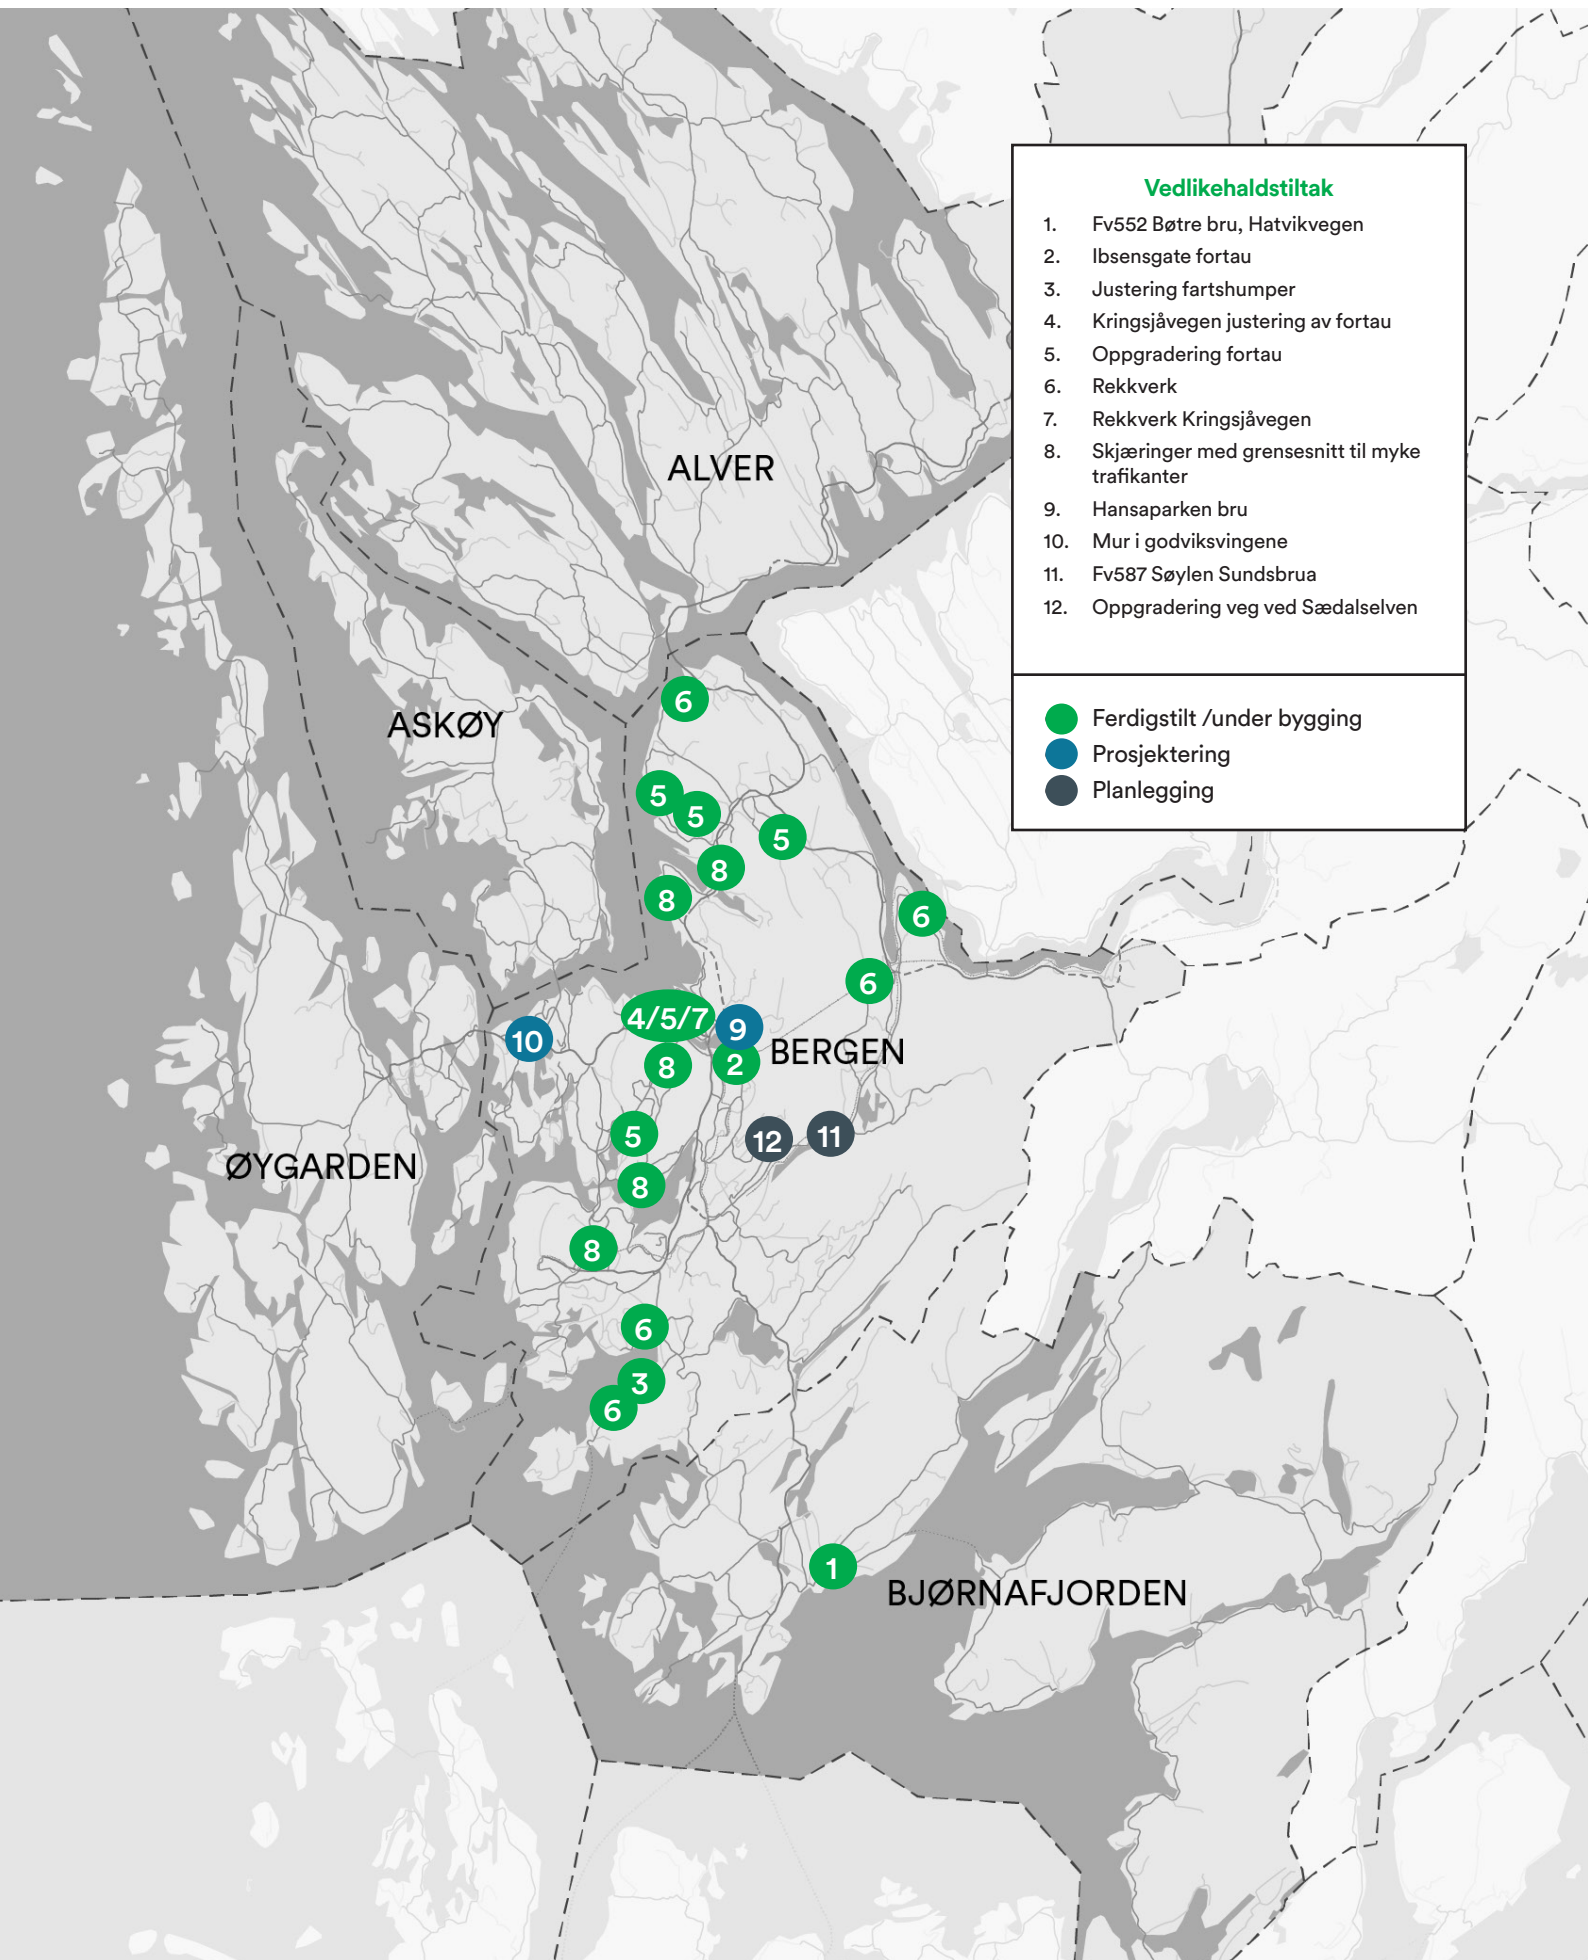 Vedlikehaldstiltak
1. Fv552 Bøtre bru, Hatvikvegen
2. Ibsensgate fortau
3. Justering fartshumper
4. Kringsjåvegen justering av fortau
5. Oppgradering fortau
6. Rekkverk
7. Rekkverk Kringsjåvegen
8. Skjæringer med grensesnitt til myke
trafikanter
9. Hansaparken bru
10. Mur i godviksvingene
11. Fv587 Søylen Sundsbrua
12. Oppgradering veg ved Sædalselven
Ferdigstilt /under bygging
Prosjektering
Planlegging
ALVER
ASKØY
6
5
5
5
8
8
6
6
4/5/7
9
10
BERGEN
2
8
5
12
11
ØYGARDEN
8
8
6
3
6
1
BJØRNAFJORDEN